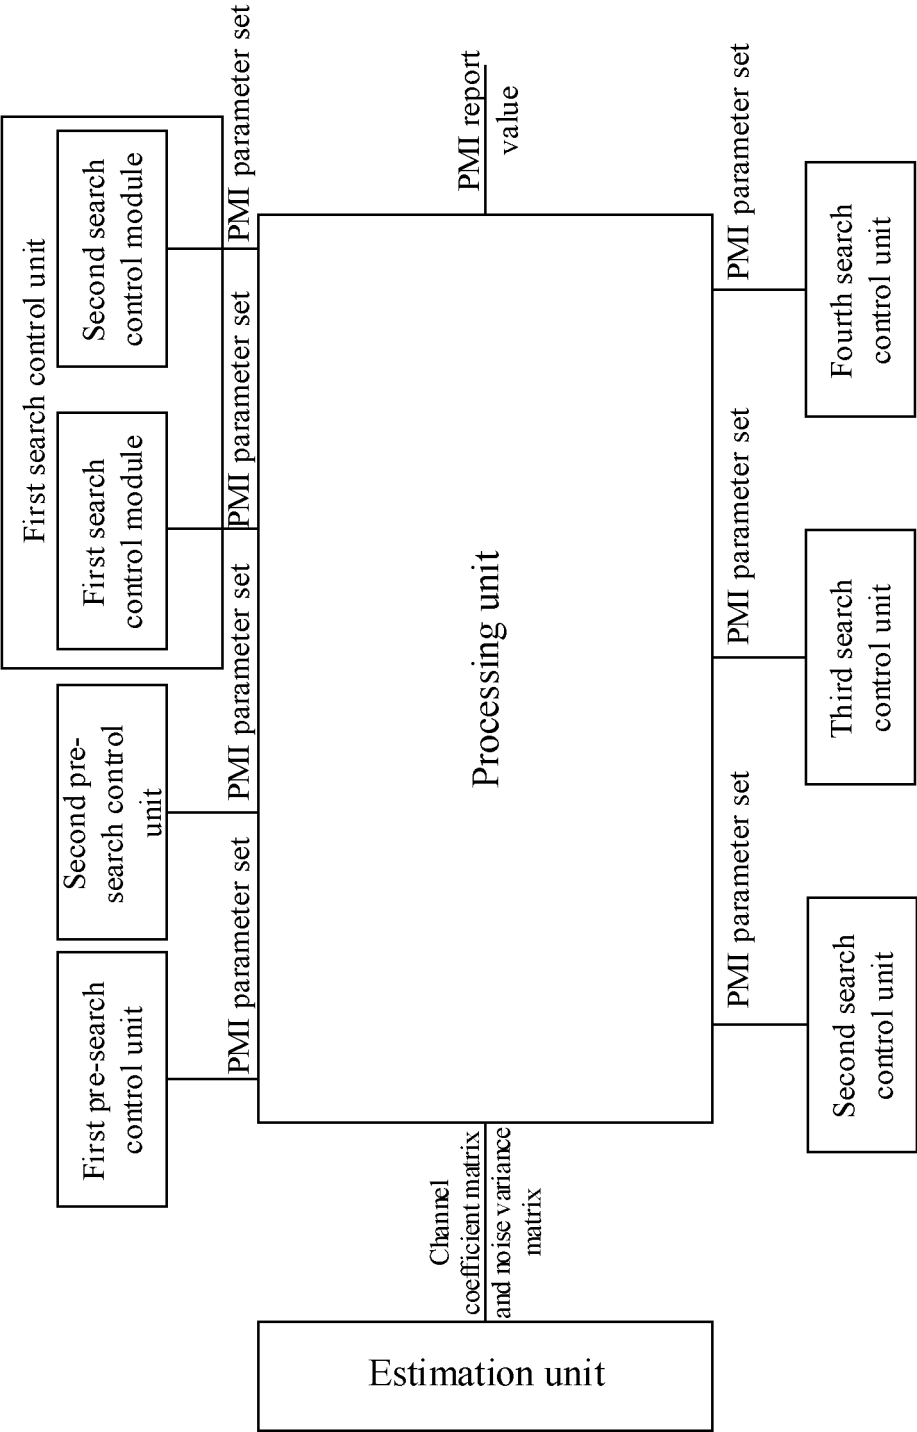 First search control unit
First pre-search
control unit
Second pre-
search control
unit
First search
control module
Second search
control module
PMI parameter set
PMI parameter set
PMI parameter set
PMI parameter set
Estimation unit
Channel
coefficient matrix
and noise variance
matrix
Processing unit
PMI report
value
PMI parameter set
PMI parameter set
PMI parameter set
Second search
control unit
Third search
control unit
Fourth search
control unit